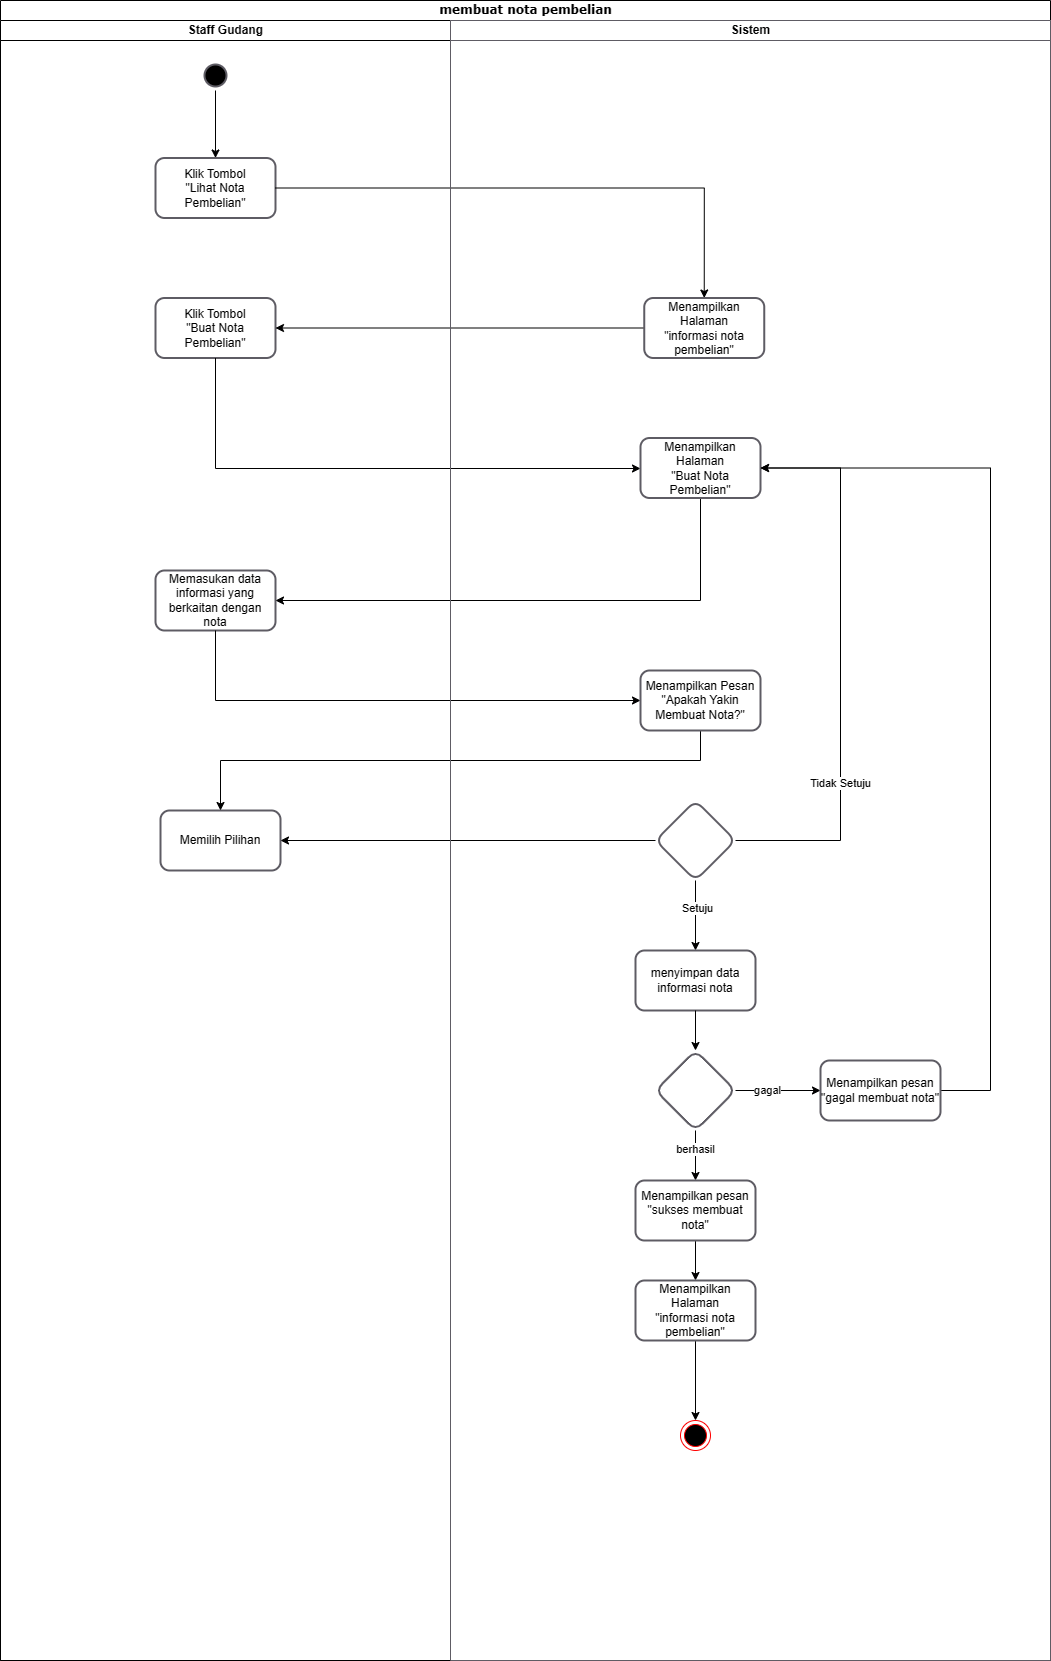 membuat nota pembelian
Staff Gudang
Sistem
Klik Tombol
"Lihat Nota
Pembelian"
Klik Tombol
"Buat Nota
Pembelian"
Menampilkan
Halaman
"informasi nota
pembelian"
Menampilkan
Halaman
"Buat Nota
Pembelian"
Memasukan data
informasi yang
berkaitan dengan
nota
Menampilkan Pesan
"Apakah Yakin
Membuat Nota?"
Tidak Setuju
Memilih Pilihan
Setuju
menyimpan data
informasi nota
gagal
Menampilkan pesan
"gagal membuat nota"
berhasil
Menampilkan pesan
"sukses membuat
nota"
Menampilkan
Halaman
"informasi nota
pembelian"